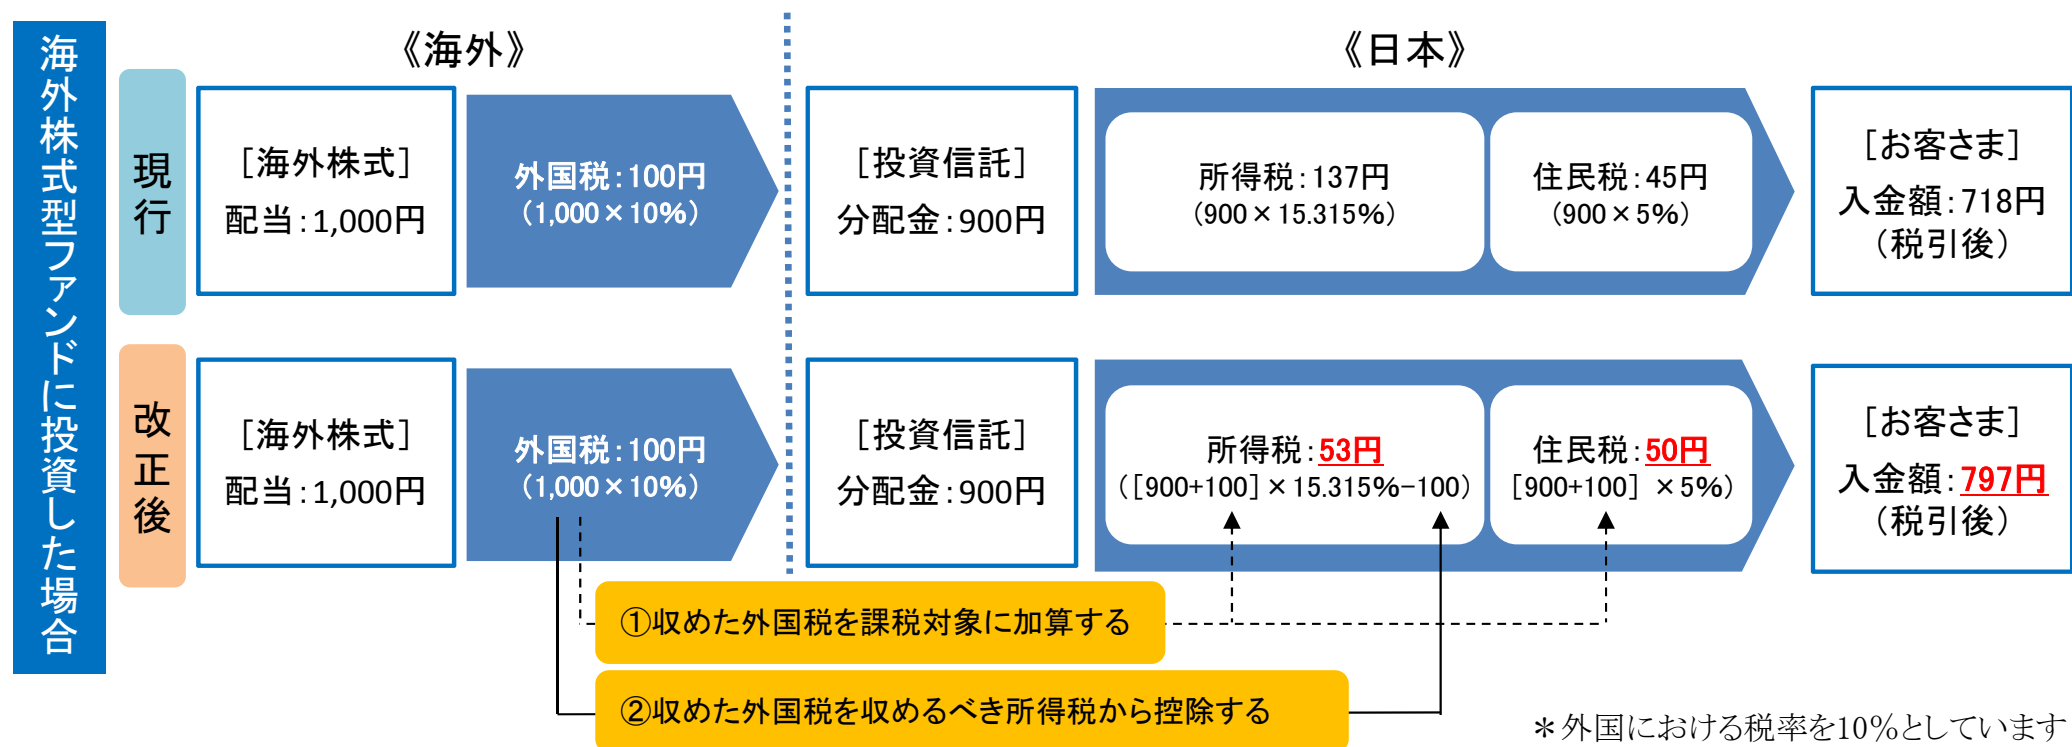 海外株式型ファンドに投資した場合
《海外》
《日本》
現行
［海外株式］
配当：1,000円
外国税：100円
（1,000×10%）
［投資信託］
分配金：900円
所得税：137円
（900×15.315%）
住民税：45円
（900×5%）
［お客さま］
入金額：718円
（税引後）
改正後
［海外株式］
配当：1,000円
外国税：100円
（1,000×10%）
［投資信託］
分配金：900円
所得税：53円
（[900+100]×15.315%-100）
住民税：50円
[900+100] ×5%）
［お客さま］
入金額：797円
（税引後）
①収めた外国税を課税対象に加算する
②収めた外国税を収めるべき所得税から控除する
＊外国における税率を10%としています